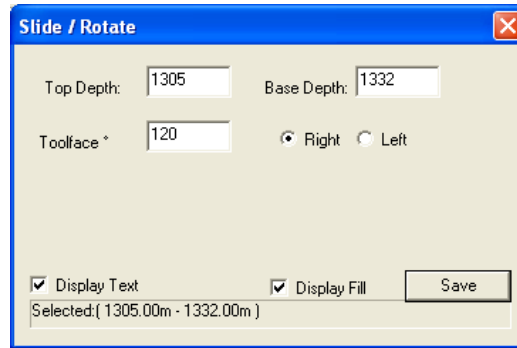 Slide / Rotate
Top Depth: 1305 Base Depth: 1332
Toolface ° 120 Right Left
Display Text Display Fill Save
Selected:( 1305.00m - 1332.00m )